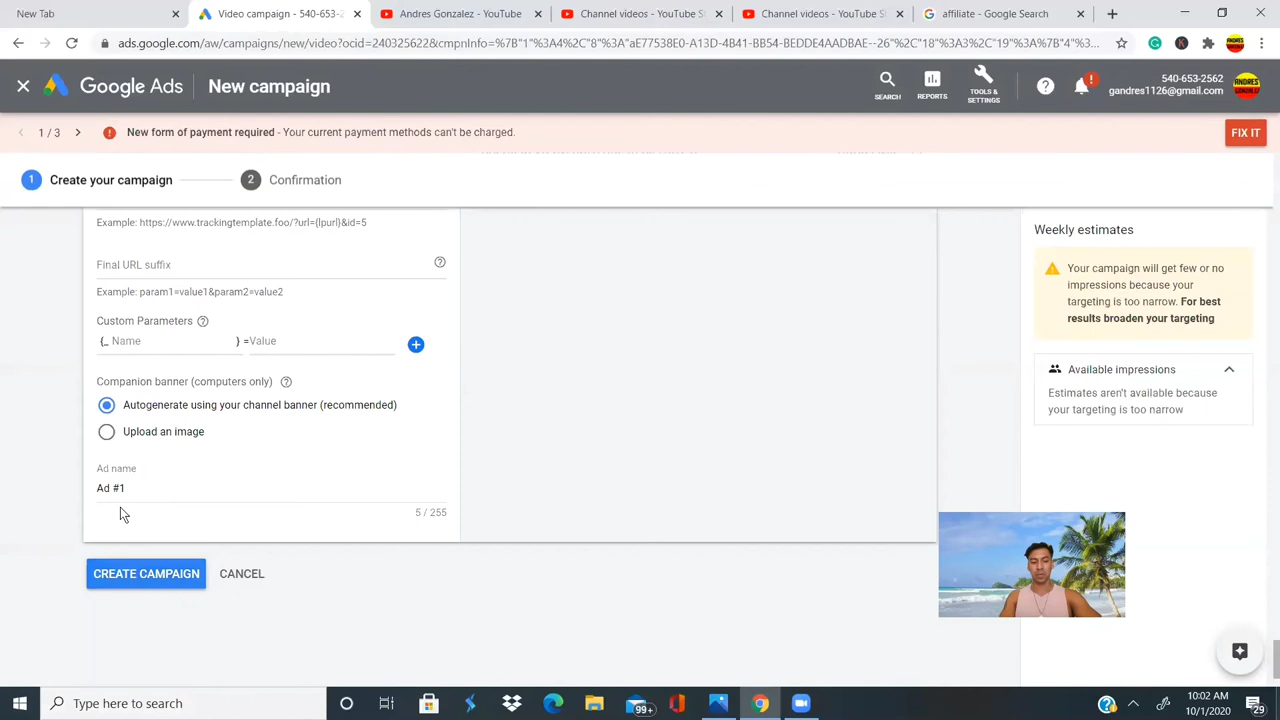 New Tab
Video campaign - 540-653-2
Andres Gonzalez - YouTube
Channel videos - YouTube St
Channel videos - YouTube St
affiliate - Google Search
ads.google.com/aw/campaigns/new/video?ocid=240325622&cmpnInfo=%7B"1"%3A4%2C"8"%3A"aE77538E0-A13D-4B41-BB54-BEDDE4AADBAE--26"%2C"18"%3A3%2C"19"%3A%7B"4"%3...
Google Ads
New campaign
SEARCH
REPORTS
TOOLS & SETTINGS
540-653-2562
gandres1126@gmail.com
1 / 3
New form of payment required - Your current payment methods can't be charged.
FIX IT
1 Create your campaign
2 Confirmation
Example: https://www.trackingtemplate.foo/?url={lpurl}&id=5
Final URL suffix
Example: param1=value1&param2=value2
Custom Parameters
{_ Name } =Value
Companion banner (computers only)
Autogenerate using your channel banner (recommended)
Upload an image
Ad name
Ad #1
5 / 255
CREATE CAMPAIGN
CANCEL
Weekly estimates
Your campaign will get few or no
impressions because your
targeting is too narrow. For best
results broaden your targeting
Available impressions
Estimates aren't available because
your targeting is too narrow
Type here to search
99+
10:02 AM
10/1/2020
29